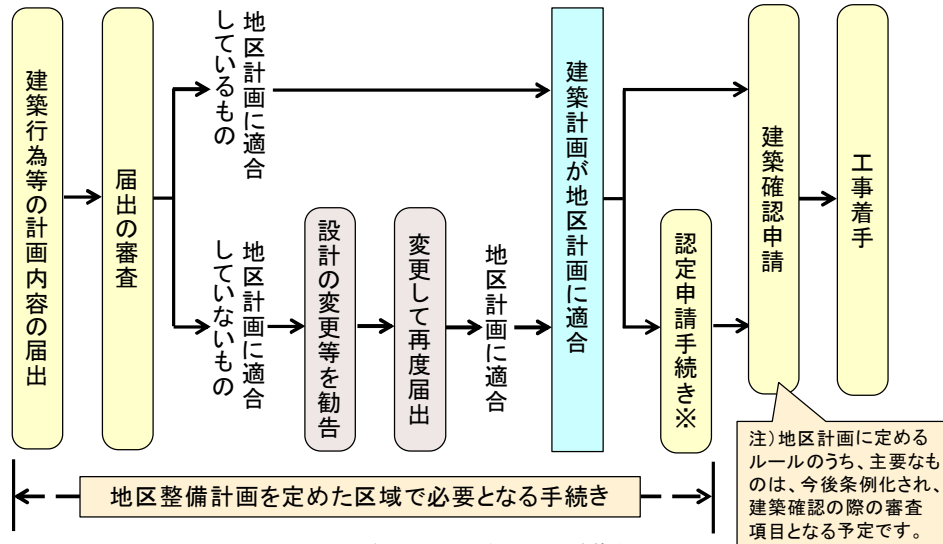 建築行為等の計画内容の届出
届出の審査
地区計画に適合
しているもの
地区計画に適合
していないもの
設計の変更等を勧告
変更して再度届出
地区計画に適合
建築計画が地区計画に適合
認定申請手続き※
建築確認申請
工事着手
地区整備計画を定めた区域で必要となる手続き
注)地区計画に定める
ルールのうち、主要なも
のは、今後条例化され、
建築確認の際の審査
項目となる予定です。